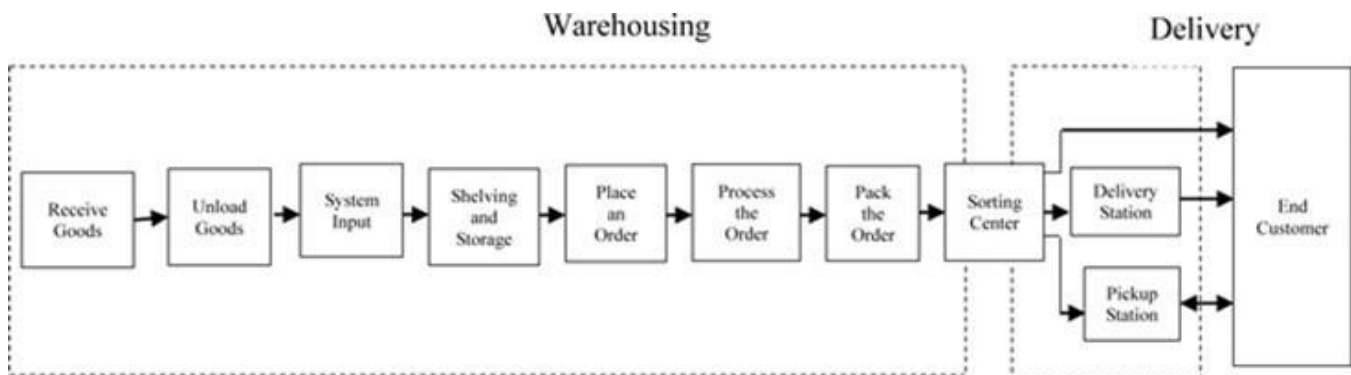 Warehousing
Delivery
Receive
Goods
Unload
Goods
System
Input
Shelving
and
Storage
Place
an
Order
Process
the
Order
Pack
the
Order
Sorting
Center
Delivery
Station
Pickup
Station
End
Customer